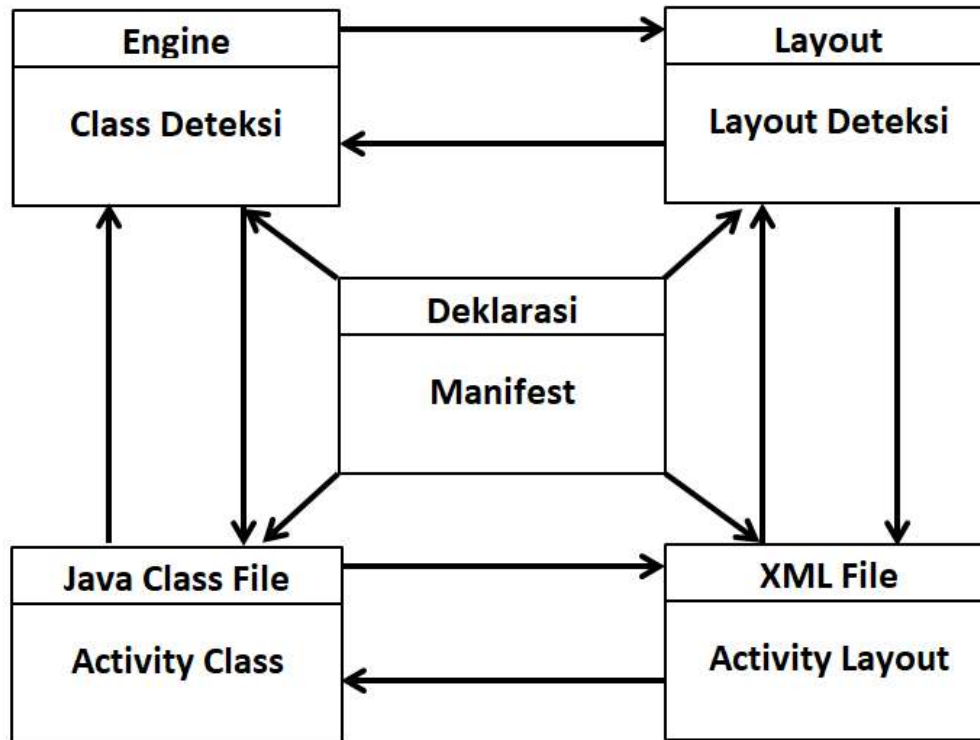 Engine
Class Deteksi
Layout
Layout Deteksi
Deklarasi
Manifest
Java Class File
Activity Class
XML File
Activity Layout